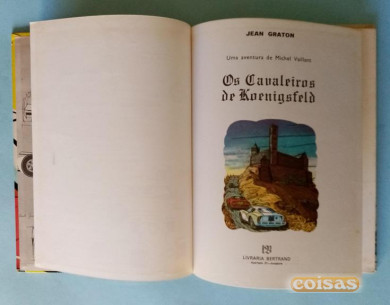 JEAN GRATON
Uma aventura de Michel Vaillant
Os Cavaleiros
de Koenigsfeld
LIVRARIA BERTRAND
coisas